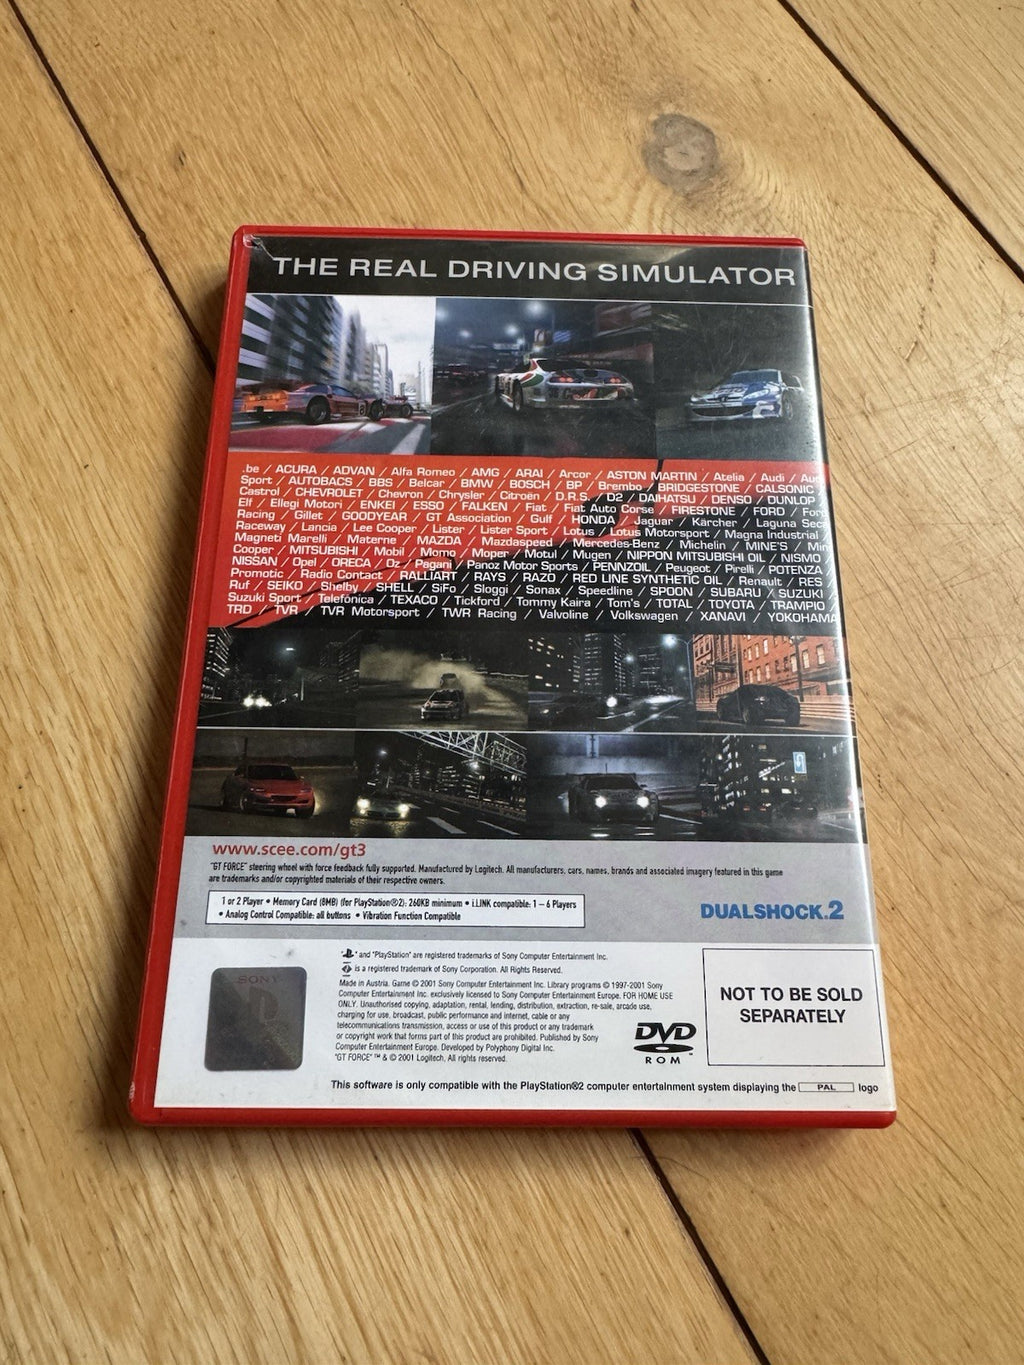 THE REAL DRIVING SIMULATOR
.be / ACURA / ADVAN / Alfa Romeo / AMG / ARAI / Arcor / ASTON MARTIN / Atelia / Audi /
Sport / AUTOBACS / BBS / Belcar / BMW / BOSCH / BP / Brembo / BRIDGESTONE / CALSONIC /
Castrol / CHEVROLET / Chevron / Chrysler / Citroën / D.R.S. / D2 / DAIHATSU / DENSO / DUNLOP /
Elf / Ellegi Motori / ENKEI / ESSO / FALKEN / Fiat / Fiat Auto Corse / FIRESTONE / FORD / Ford
Racing / Gillet / GOODYEAR / GT Association / Gulf / HONDA / Jaguar / Kärcher / Laguna Seca
Raceway / Lancia / Lee Cooper / Lister / Lister Sport / Lotus / Lotus Motorsport / Magna Industrial /
Magneti Marelli / Materne / MAZDA / Mazdaspeed / Mercedes-Benz / Michelin / MINE'S / Mini
Cooper / MITSUBISHI / Mobil / Momo / Moper / Motul / Mugen / NIPPON MITSUBISHI OIL / NISMO /
NISSAN / Opel / ORECA / Oz / Pagani / Panoz Motor Sports / PENNZOIL / Peugeot / Pirelli / POTENZA /
Promotic / Radio Contact / RALLIART / RAYS / RAZO / RED LINE SYNTHETIC OIL / Renault / RES /
Ruf / SEIKO / Shelby / SHELL / SiFo / Sloggi / Sonax / Speedline / SPOON / SUBARU / SUZUKI /
Suzuki Sport / Telefónica / TEXACO / Tickford / Tommy Kaira / Tom's / TOTAL / TOYOTA / TRAMPIO /
TRD / TVR / TVR Motorsport / TWR Racing / Valvoline / Volkswagen / XANAVI / YOKOHAMA
www.scee.com/gt3
"GT FORCE" steering wheel with force feedback fully supported. Manufactured by Logitech. All manufacturers, cars, names, brands and associated imagery featured in this game
are trademarks and/or copyrighted materials of their respective owners.
1 or 2 Player • Memory Card (8MB) (for PlayStation®2): 260KB minimum • i.LINK compatible: 1 – 6 Players
• Analog Control Compatible: all buttons • Vibration Function Compatible
DUALSHOCK.2
SONY
and "PlayStation" are registered trademarks of Sony Computer Entertainment Inc.
is a registered trademark of Sony Corporation. All Rights Reserved.
Made in Austria. Game © 2001 Sony Computer Entertainment Inc. Library programs © 1997-2001 Sony
Computer Entertainment Inc. exclusively licensed to Sony Computer Entertainment Europe. FOR HOME USE
ONLY. Unauthorised copying, adaptation, rental, lending, distribution, extraction, re-sale, arcade use,
charging for use, broadcast, public performance and internet, cable or any
telecommunications transmission, access or use of this product or any trademark
or copyright work that forms part of this product are prohibited. Published by Sony
Computer Entertainment Europe. Developed by Polyphony Digital Inc.
"GT FORCE" ™ & © 2001 Logitech, All rights reserved.
DVD
ROM
NOT TO BE SOLD
SEPARATELY
This software is only compatible with the PlayStation®2 computer entertainment system displaying the PAL logo